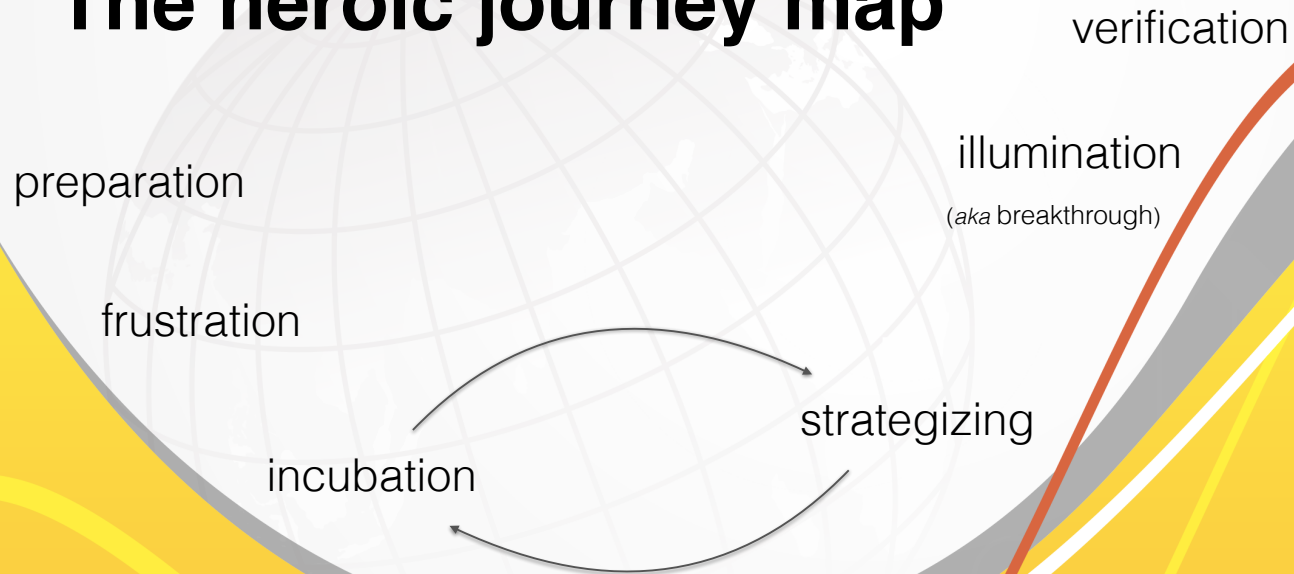 The heroic journey map
verification
illumination
(aka breakthrough)
preparation
frustration
strategizing
incubation